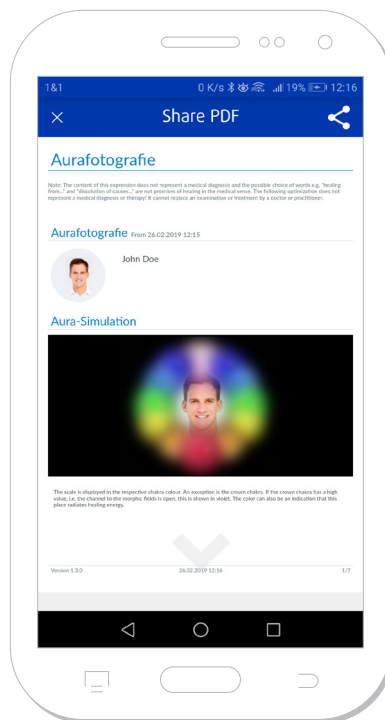 1&1 0 K/s 19% 12:16
Share PDF
Aurafotografie
Note: The content of this expression does not represent a medical diagnosis and the possible choice of words e.g. "healing
from..." and "dissolution of causes..." are not promises of healing in the medical sense. The following optimization does not
represent a medical diagnosis or therapy! It cannot replace an examination or treatment by a doctor or practitioner.
Aurafotografie From 26.02.2019 12:15
John Doe
Aura-Simulation
The scale is displayed in the respective chakra colour. An exception is the crown chakra. If the crown chakra has a high
value, i.e. the channel to the morphic fields is open, this is shown in violet. The color can also be an indication that this
place radiates healing energy.
Version 1.3.0 26.02.2019 12:16 1/7